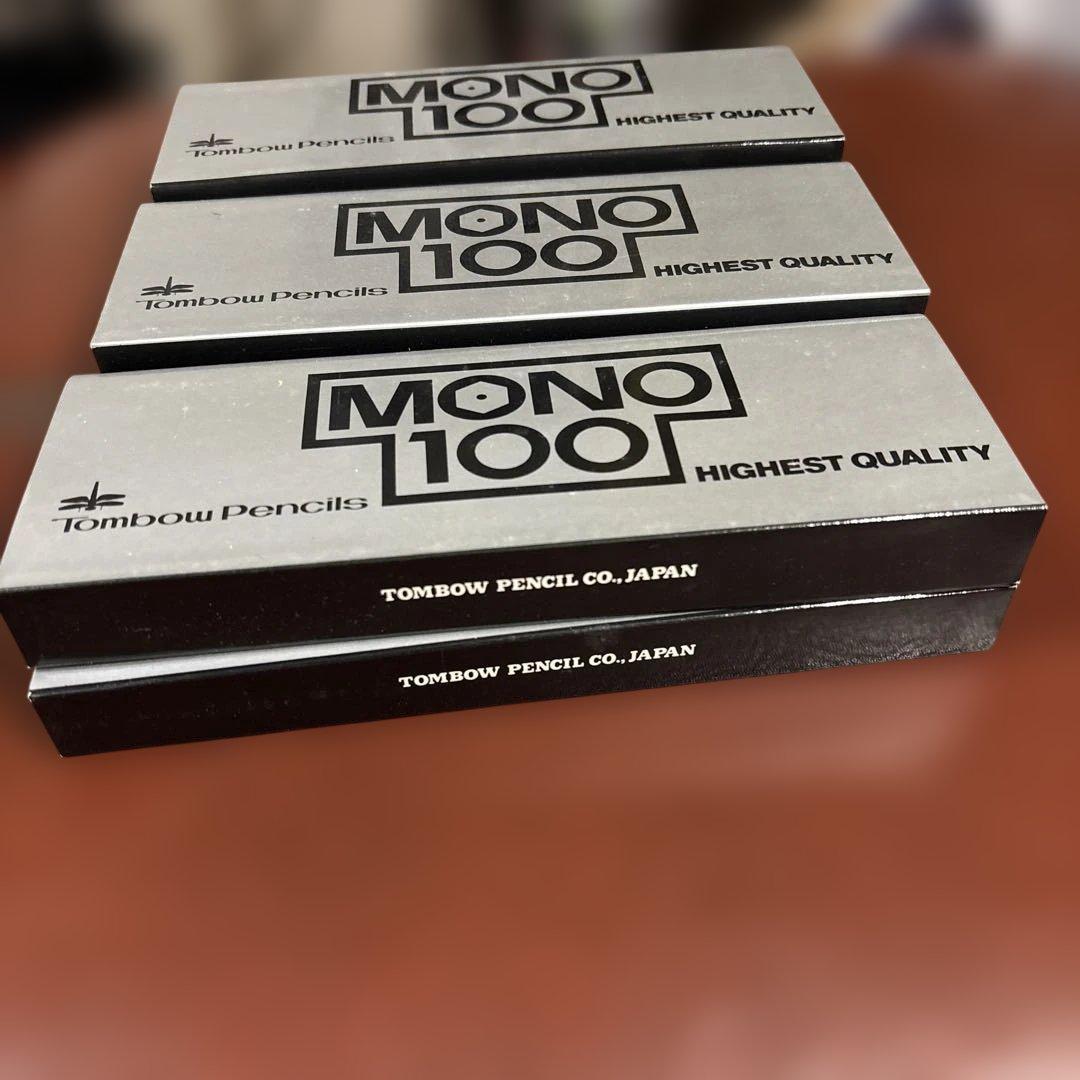 MONO
100
HIGHEST QUALITY
Tombow Pencils
MONO
100
HIGHEST QUALITY
Tombow Pencils
MONO
100
HIGHEST QUALITY
Tombow Pencils
TOMBOW PENCIL CO., JAPAN
TOMBOW PENCIL CO., JAPAN